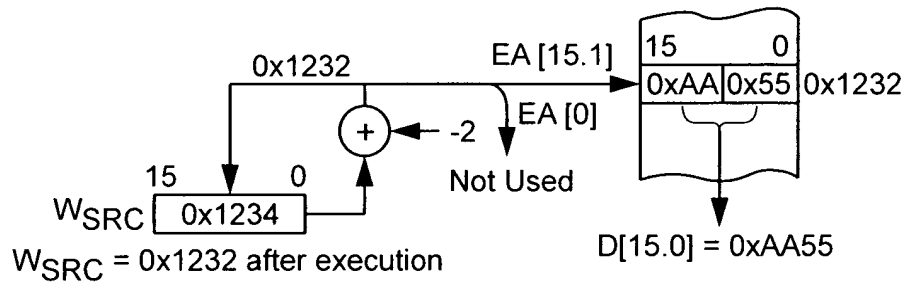 15 0
0x1232 EA [15.1]
0xAA 0x55 0x1232
EA [0]
+ -2
15 0 Not Used
WSRC 0x1234
D[15.0] = 0xAA55
WSRC = 0x1232 after execution